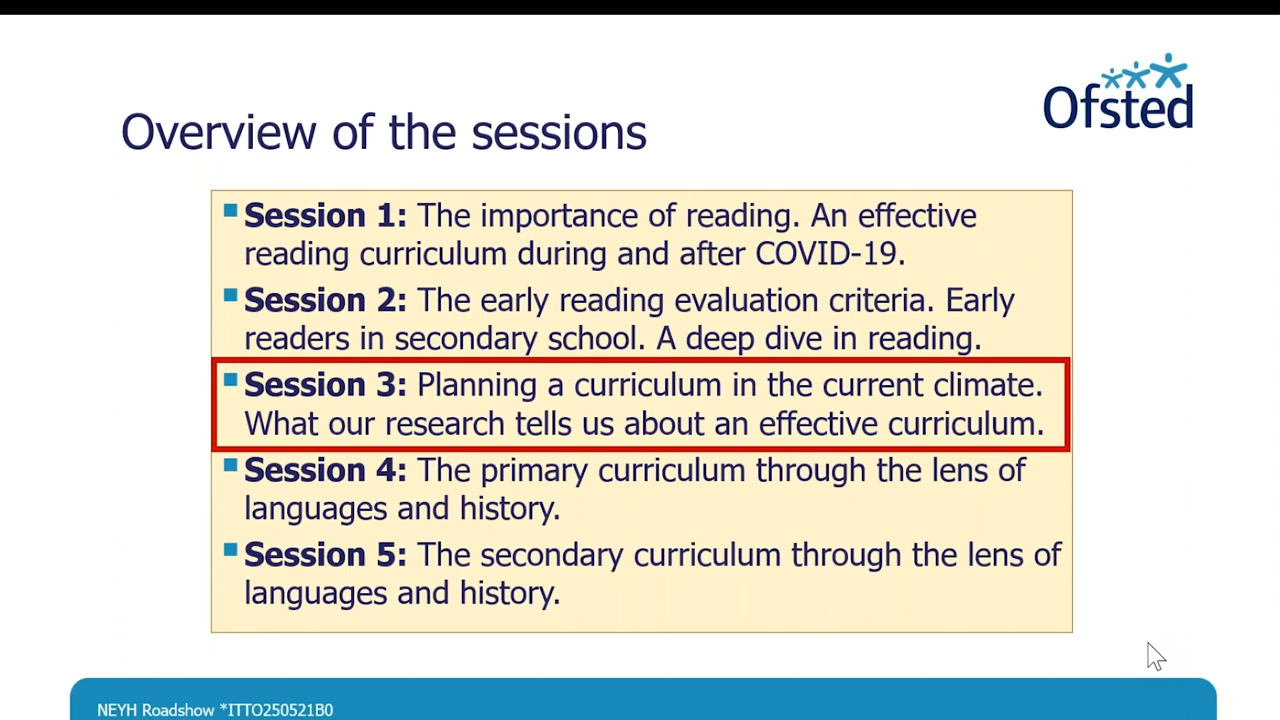 Ofsted
Overview of the sessions
Session 1: The importance of reading. An effective
reading curriculum during and after COVID-19.
Session 2: The early reading evaluation criteria. Early
readers in secondary school. A deep dive in reading.
Session 3: Planning a curriculum in the current climate.
What our research tells us about an effective curriculum.
Session 4: The primary curriculum through the lens of
languages and history.
Session 5: The secondary curriculum through the lens of
languages and history.
NEYH Roadshow *ITTO250521B0